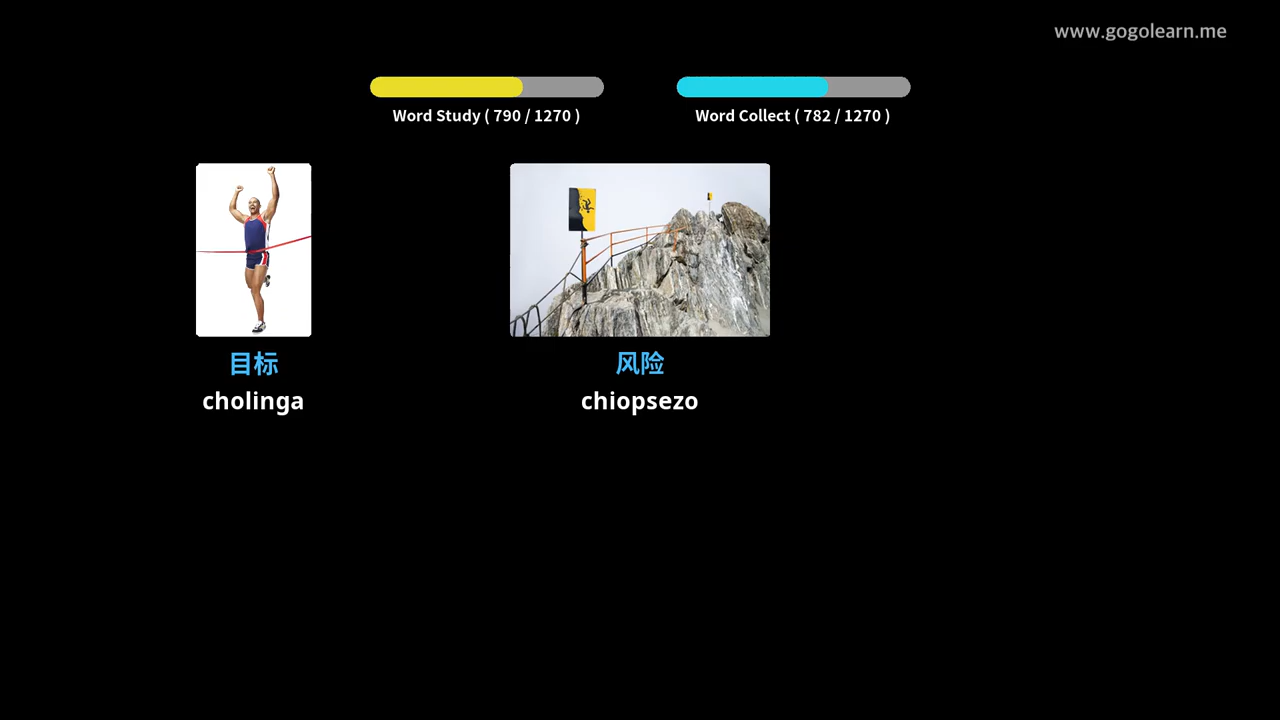 www.gogolearn.me
Word Study ( 790 / 1270 )
Word Collect ( 782 / 1270 )
目标
cholinga
风险
chiopsezo